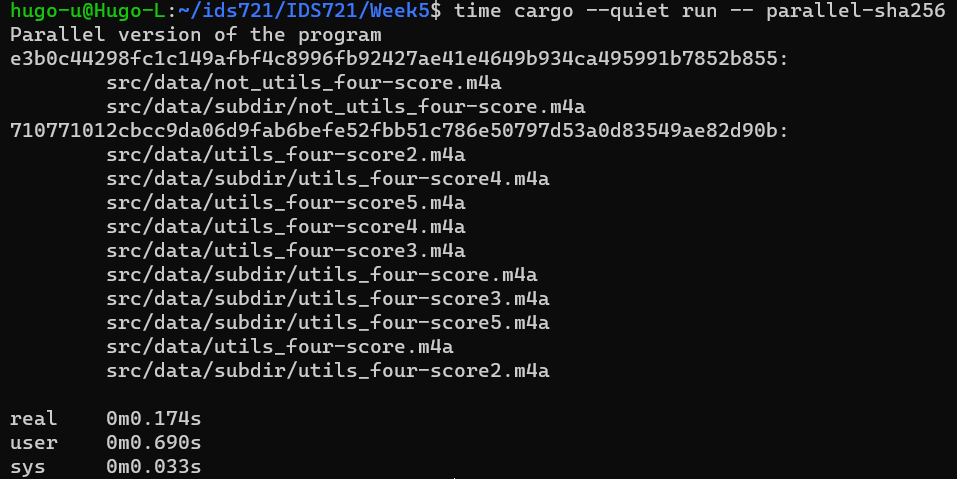 hugo-u@Hugo-L:~/ids721/IDS721/Week5$ time cargo --quiet run -- parallel-sha256
Parallel version of the program
e3b0c44298fc1c149afbf4c8996fb92427ae41e4649b934ca495991b7852b855:
        src/data/not_utils_four-score.m4a
        src/data/subdir/not_utils_four-score.m4a
710771012cbcc9da06d9fab6befe52fbb51c786e50797d53a0d83549ae82d90b:
        src/data/utils_four-score2.m4a
        src/data/subdir/utils_four-score4.m4a
        src/data/utils_four-score5.m4a
        src/data/utils_four-score4.m4a
        src/data/utils_four-score3.m4a
        src/data/subdir/utils_four-score.m4a
        src/data/subdir/utils_four-score3.m4a
        src/data/subdir/utils_four-score5.m4a
        src/data/utils_four-score.m4a
        src/data/subdir/utils_four-score2.m4a

real    0m0.174s
user    0m0.690s
sys     0m0.033s